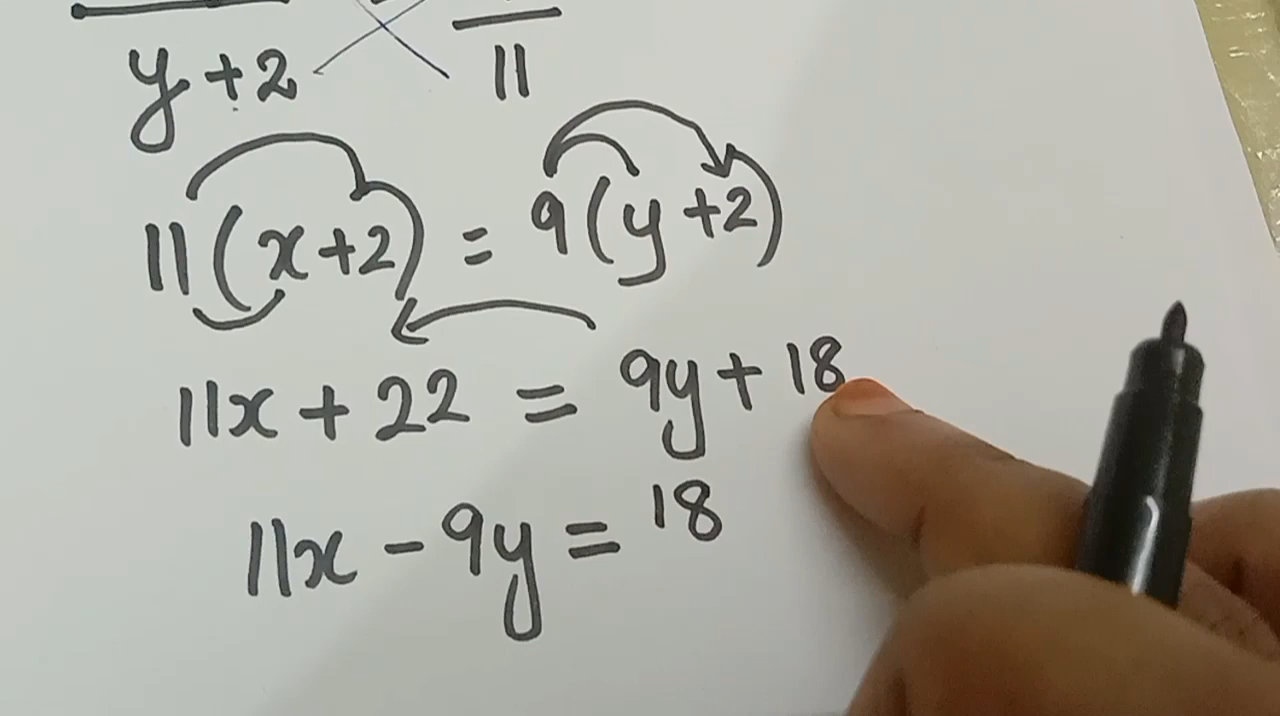 y+2 11
11(x+2) = 9(y+2)
11x + 22 = 9y + 18
11x - 9y = 18